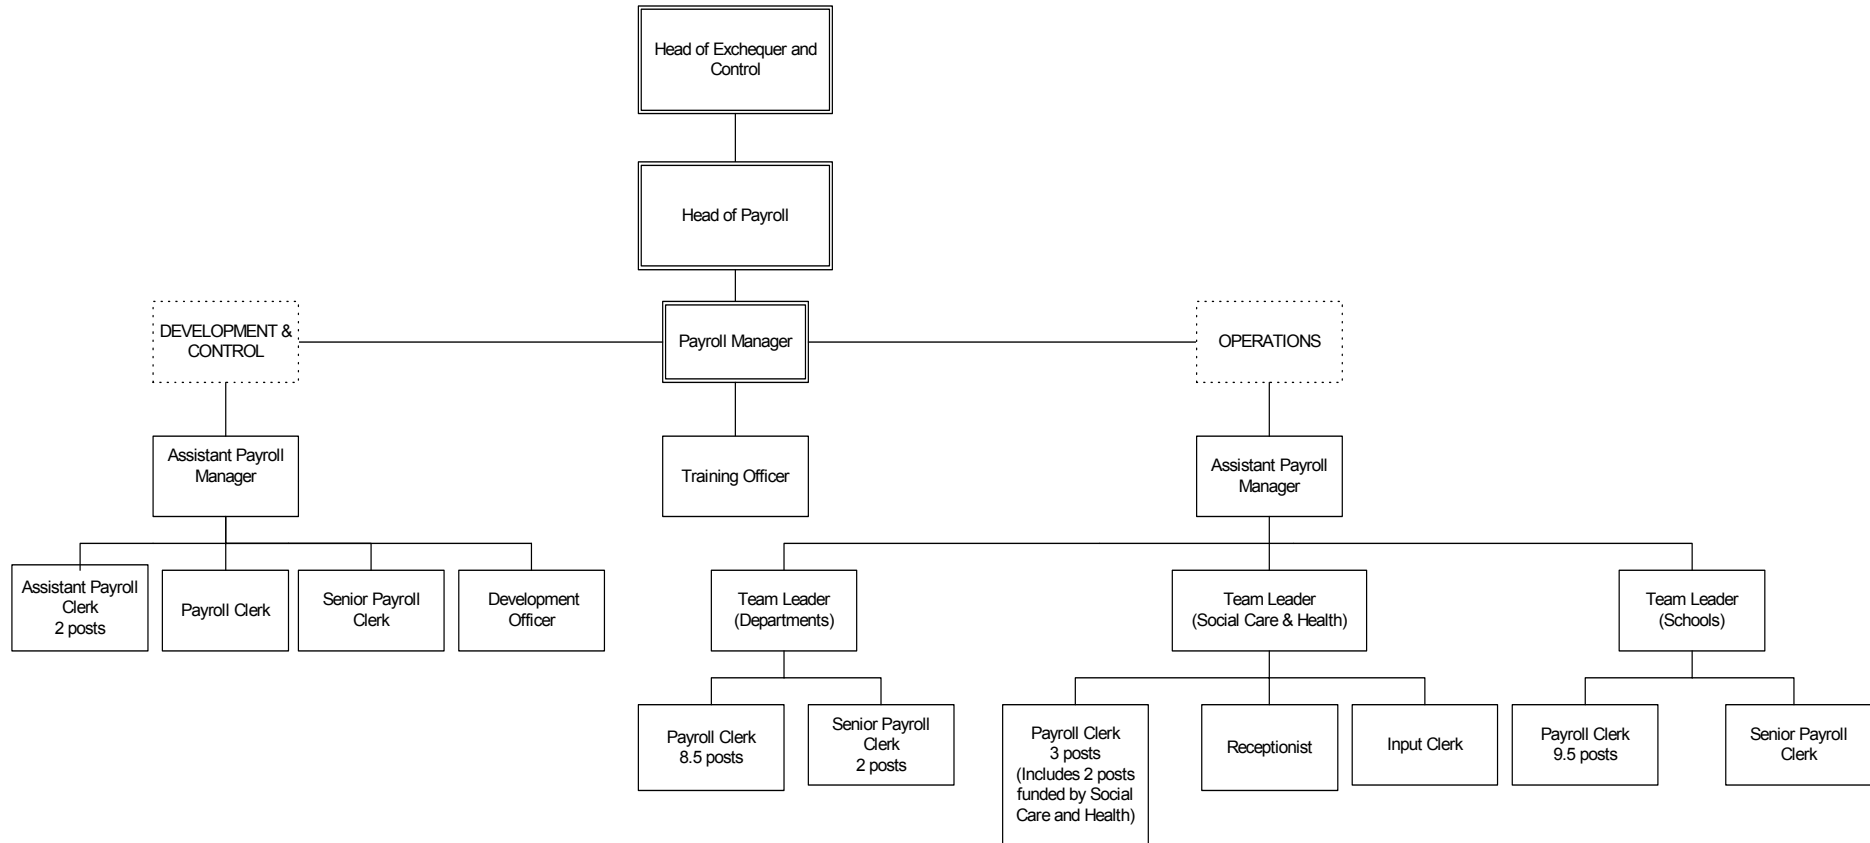 Head of Exchequer and
Control
Head of Payroll
DEVELOPMENT &
CONTROL
Payroll Manager
OPERATIONS
Assistant Payroll
Manager
Training Officer
Assistant Payroll
Manager
Assistant Payroll
Clerk
2 posts
Payroll Clerk
Senior Payroll
Clerk
Development
Officer
Team Leader
(Departments)
Team Leader
(Social Care & Health)
Team Leader
(Schools)
Payroll Clerk
8.5 posts
Senior Payroll
Clerk
2 posts
Payroll Clerk
3 posts
(Includes 2 posts
funded by Social
Care and Health)
Receptionist
Input Clerk
Payroll Clerk
9.5 posts
Senior Payroll
Clerk